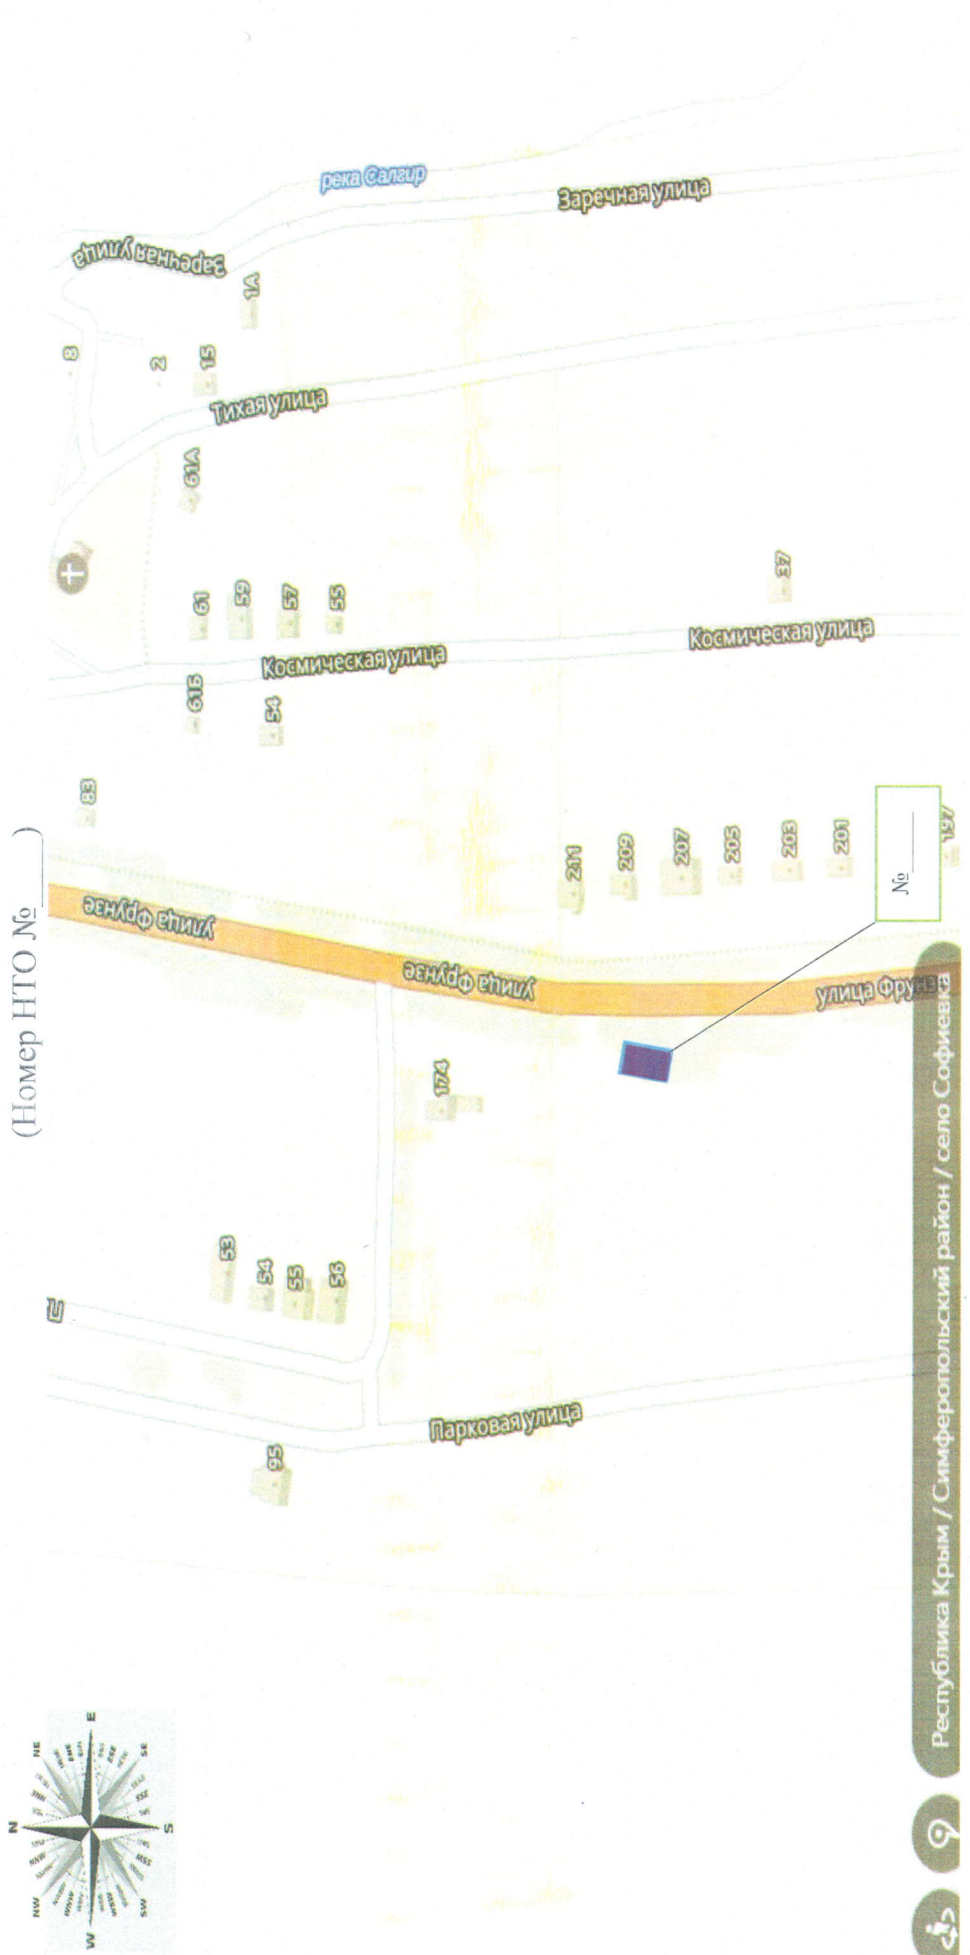 (Номер НТО №______)
N
NE
E
SE
S
SW
W
NW
8
83
Заречная улица
улица Фрунзе
2
1А
15
61А
61
61Б
59
53
Тихая улица
57
54
54
55
55
56
95
Космическая улица
река Салгир
улица Фрунзе
174
Парковая улица
Заречная улица
211
209
207
205
Космическая улица
37
203
201
улица Фрунзе
№______
197
Республика Крым / Симферопольский район / село Софиевка